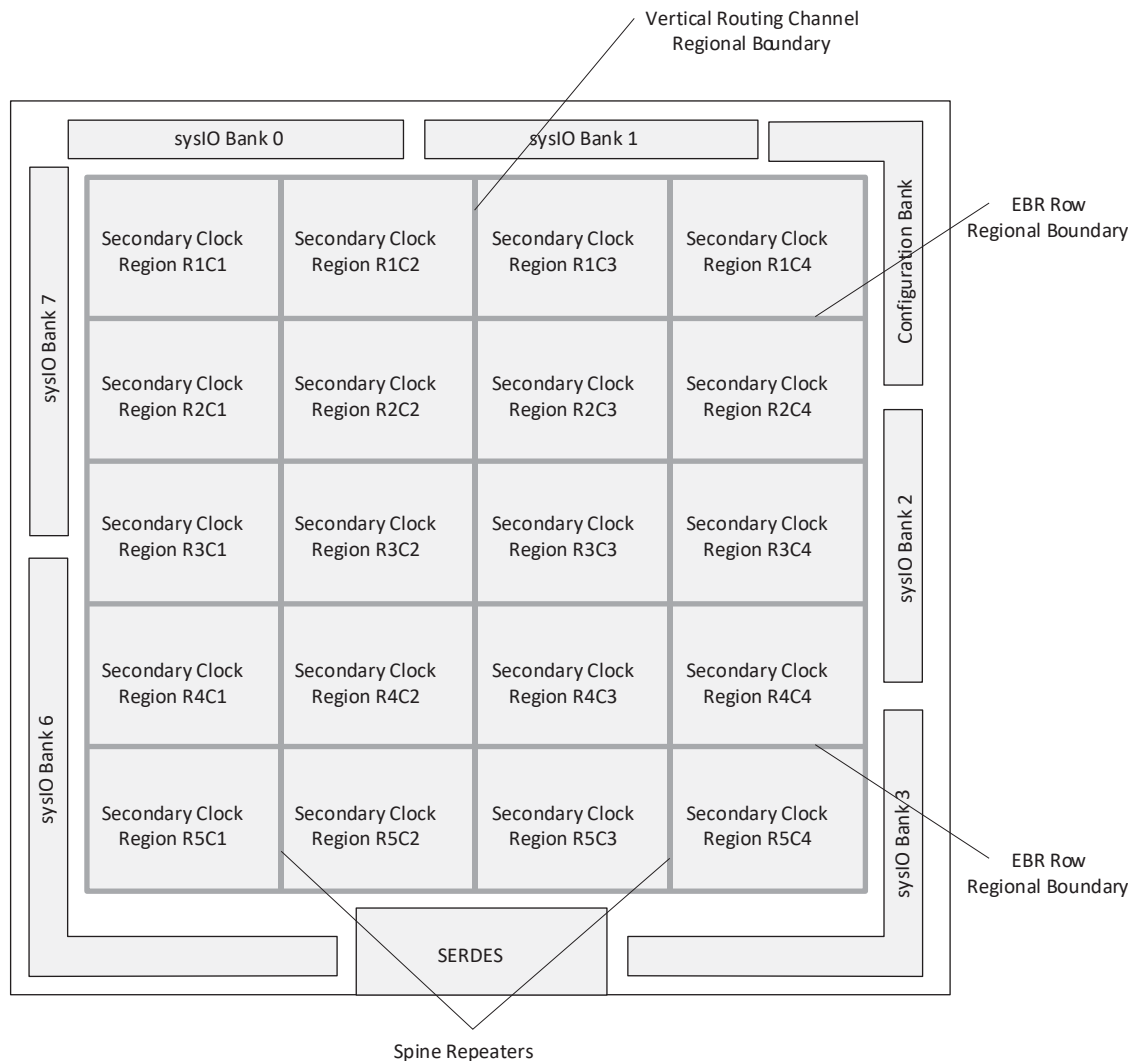 Vertical Routing Channel
Regional Boundary
sysIO Bank 0
sysIO Bank 1
Configuration Bank
EBR Row
Regional Boundary
sysIO Bank 7
Secondary Clock
Region R1C1
Secondary Clock
Region R1C2
Secondary Clock
Region R1C3
Secondary Clock
Region R1C4
Secondary Clock
Region R2C1
Secondary Clock
Region R2C2
Secondary Clock
Region R2C3
Secondary Clock
Region R2C4
sysIO Bank 2
Secondary Clock
Region R3C1
Secondary Clock
Region R3C2
Secondary Clock
Region R3C3
Secondary Clock
Region R3C4
sysIO Bank 6
Secondary Clock
Region R4C1
Secondary Clock
Region R4C2
Secondary Clock
Region R4C3
Secondary Clock
Region R4C4
sysIO Bank 3
Secondary Clock
Region R5C1
Secondary Clock
Region R5C2
Secondary Clock
Region R5C3
Secondary Clock
Region R5C4
EBR Row
Regional Boundary
SERDES
Spine Repeaters